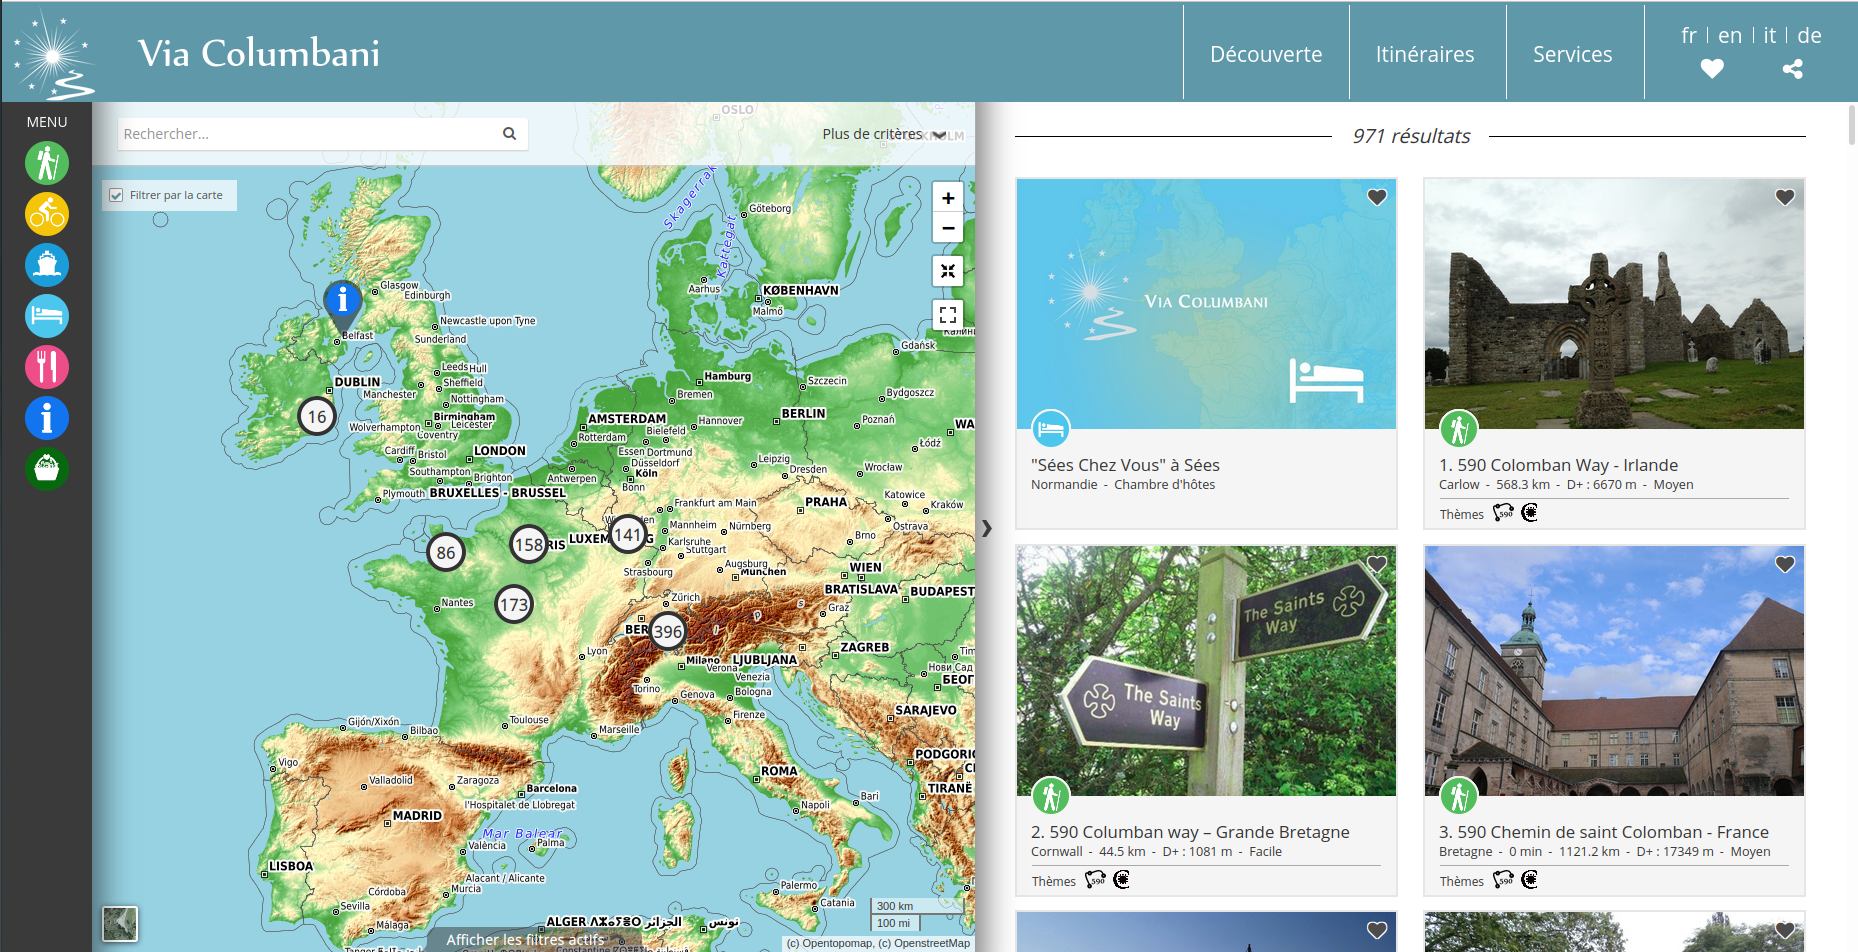 Via Columbani
Découverte
Itinéraires
Services
fr | en | it | de
MENU
Rechercher...
Plus de critères
Filtrer par la carte
+
−
OSLO
Skagerrak
Kattegat
Göteborg
Aarhus
KØBENHAVN
Malmö
Glasgow
Edinburgh
Belfast
Newcastle upon Tyne
Sunderland
Gdańsk
DUBLIN
Leeds
Hull
Manchester
Sheffield
Nottingham
16
Birmingham
Leicester
Wolverhampton
Coventry
Hamburg
Szczecin
Bremen
Bydgoszcz
AMSTERDAM
Hannover
BERLIN
Poznań
WA
Rotterdam
Bielefeld
Łódź
Cardiff
Bristol
LONDON
Essen
Dortmund
Düsseldorf
Leipzig
Dresden
Wrocław
Southampton
Brighton
Antwerpen
Köln
Bonn
Plymouth
BRUXELLES - BRUSSEL
Frankfurt am Main
PRAHA
Katowice
Kraków
Mannheim
Nürnberg
Ostrava
86
158
RIS
LUXEM
141
G
Karlsruhe
Stuttgart
Brno
Strasbourg
Augsburg
München
WIEN
BRATISLAVA
BUDAPEST
Nantes
173
Zürich
Graz
BER
396
l
p
s
Lyon
Milano
Verona
LJUBLJANA
ZAGREB
Venezia
Torino
Genova
Bologna
Tim
Нови Сад
БЕОГ
Firenze
SARAJEVO
Gijón/Xixón
Bilbao
Toulouse
Marseille
PODGORIC
Vigo
Valladolid
Zaragoza
Barcelona
l'Hospitalet de Llobregat
ROMA
TIRANË
Napoli
Bari
MADRID
Mar Balear
València
Palma
LISBOA
Alacant / Alicante
Murcia
Córdoba
Sevilla
Málaga
Palermo
Catania
ALGER ⴷⵣⴰⵢⴻⵔ الجزائر
تونس
300 km
100 mi
Afficher les filtres actifs
(c) Opentopomap, (c) OpenstreetMap
❯
971 résultats
VIA COLUMBANI
"Sées Chez Vous" à Sées
Normandie - Chambre d'hôtes
1. 590 Colomban Way - Irlande
Carlow - 568.3 km - D+ : 6670 m - Moyen
Thèmes 590
The Saints
Way
The Saints
Way
2. 590 Columban way – Grande Bretagne
Cornwall - 44.5 km - D+ : 1081 m - Facile
Thèmes 590
3. 590 Chemin de saint Colomban - France
Bretagne - 0 min - 1121.2 km - D+ : 17349 m - Moyen
Thèmes 590